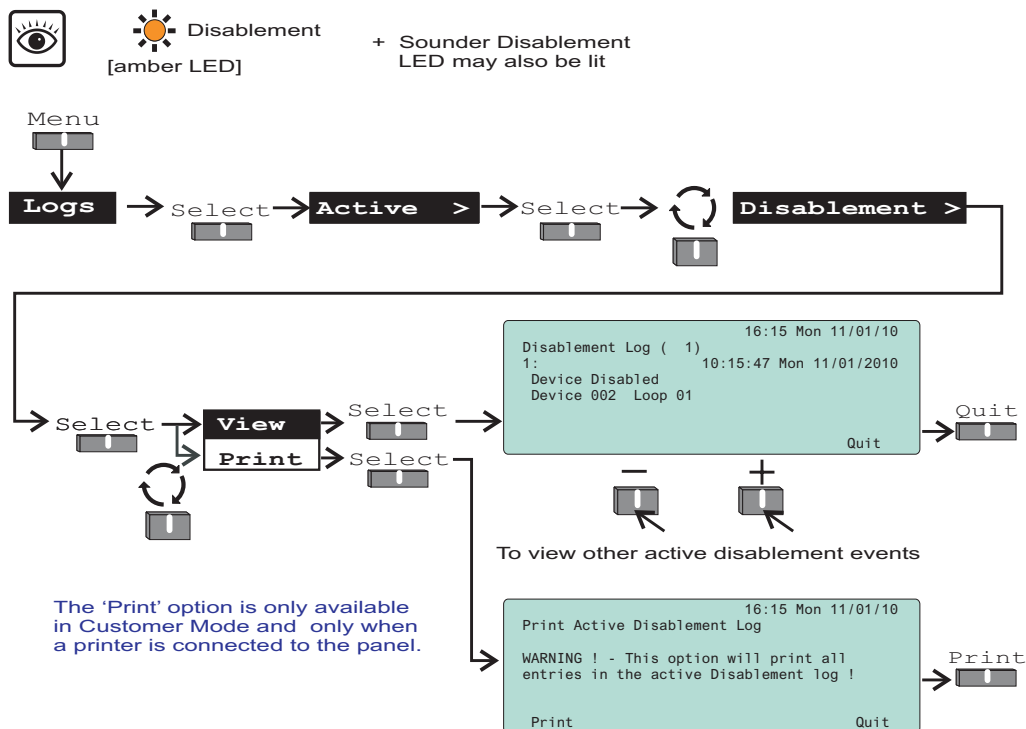 Disablement
[amber LED]
+ Sounder Disablement
LED may also be lit
Menu
Logs
Select
Active >
Select
Disablement >
Select
View
Print
Select
Select
16:15 Mon 11/01/10
Disablement Log (  1)
1: 10:15:47 Mon 11/01/2010
Device Disabled
Device 002 Loop 01
Quit
Quit
− +
To view other active disablement events
The ‘Print’ option is only available
in Customer Mode and only when
a printer is connected to the panel.
16:15 Mon 11/01/10
Print Active Disablement Log
WARNING ! - This option will print all
entries in the active Disablement log !
Print Quit
Print